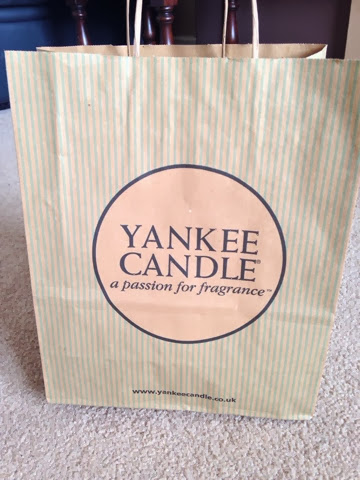 YANKEE
CANDLE®
a passion for fragrance™
www.yankeecandle.co.uk